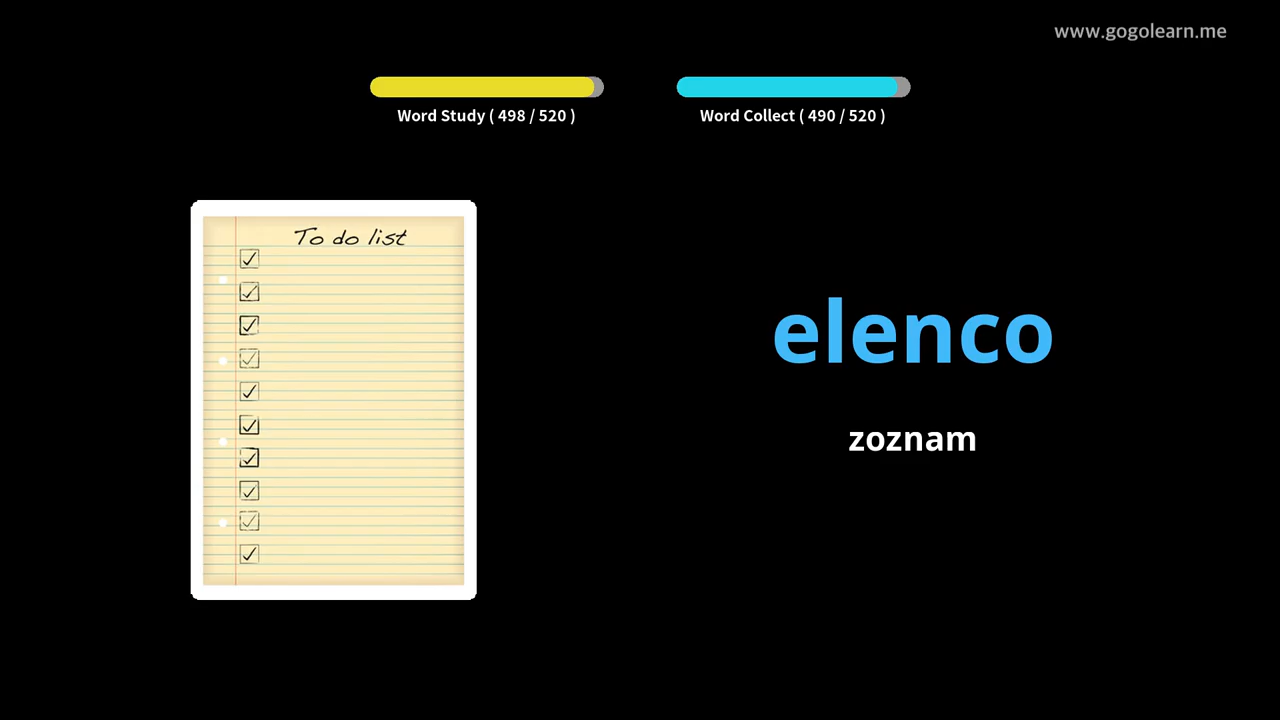 www.gogolearn.me
Word Study ( 498 / 520 )
Word Collect ( 490 / 520 )
To do list
elenco
zoznam